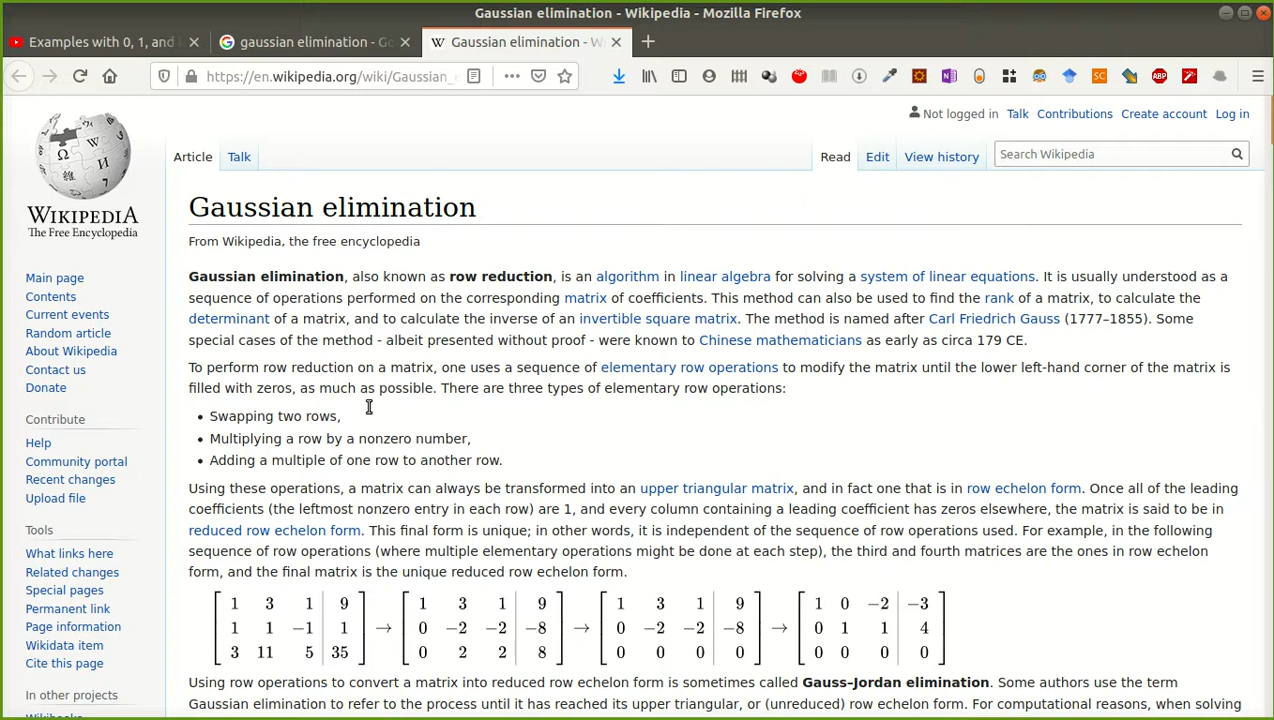 Gaussian elimination - Wikipedia - Mozilla Firefox
Examples with 0, 1, and
gaussian elimination - Go
Gaussian elimination - W
https://en.wikipedia.org/wiki/Gaussian_e
Not logged in Talk Contributions Create account Log in
Article Talk Read Edit View history Search Wikipedia
WIKIPEDIA
The Free Encyclopedia
Main page
Contents
Current events
Random article
About Wikipedia
Contact us
Donate
Contribute
Help
Community portal
Recent changes
Upload file
Tools
What links here
Related changes
Special pages
Permanent link
Page information
Wikidata item
Cite this page
In other projects
Gaussian elimination
From Wikipedia, the free encyclopedia
Gaussian elimination, also known as row reduction, is an algorithm in linear algebra for solving a system of linear equations. It is usually understood as a
sequence of operations performed on the corresponding matrix of coefficients. This method can also be used to find the rank of a matrix, to calculate the
determinant of a matrix, and to calculate the inverse of an invertible square matrix. The method is named after Carl Friedrich Gauss (1777–1855). Some
special cases of the method - albeit presented without proof - were known to Chinese mathematicians as early as circa 179 CE.
To perform row reduction on a matrix, one uses a sequence of elementary row operations to modify the matrix until the lower left-hand corner of the matrix is
filled with zeros, as much as possible. There are three types of elementary row operations:
• Swapping two rows,
• Multiplying a row by a nonzero number,
• Adding a multiple of one row to another row.
Using these operations, a matrix can always be transformed into an upper triangular matrix, and in fact one that is in row echelon form. Once all of the leading
coefficients (the leftmost nonzero entry in each row) are 1, and every column containing a leading coefficient has zeros elsewhere, the matrix is said to be in
reduced row echelon form. This final form is unique; in other words, it is independent of the sequence of row operations used. For example, in the following
sequence of row operations (where multiple elementary operations might be done at each step), the third and fourth matrices are the ones in row echelon
form, and the final matrix is the unique reduced row echelon form.
1 3 1 9 1 3 1 9 1 3 1 9 1 0 −2 −3
1 1 −1 1 → 0 −2 −2 −8 → 0 −2 −2 −8 → 0 1 1 4
3 11 5 35 0 2 2 8 0 0 0 0 0 0 0 0
Using row operations to convert a matrix into reduced row echelon form is sometimes called Gauss–Jordan elimination. Some authors use the term
Gaussian elimination to refer to the process until it has reached its upper triangular, or (unreduced) row echelon form. For computational reasons, when solving